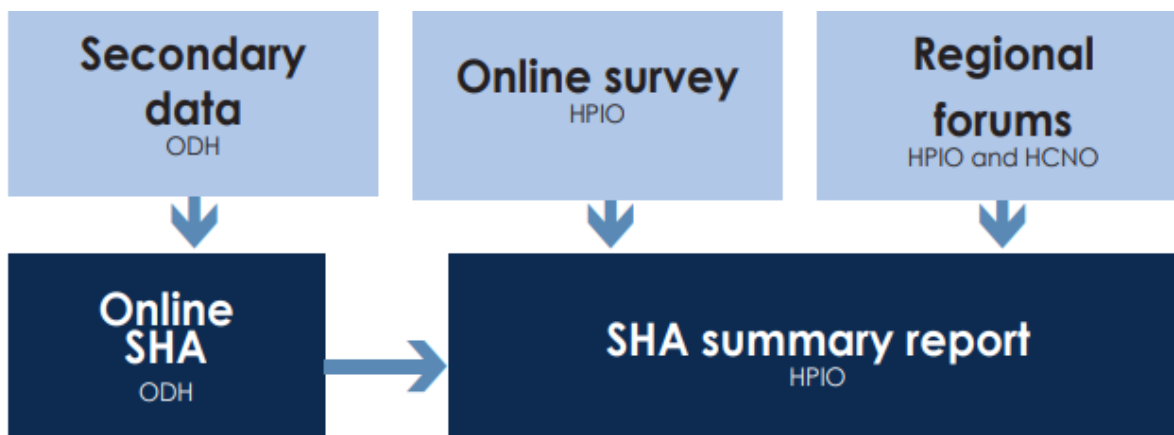 Secondary
data
ODH
Online survey
HPIO
Regional
forums
HPIO and HCNO
Online
SHA
ODH
SHA summary report
HPIO